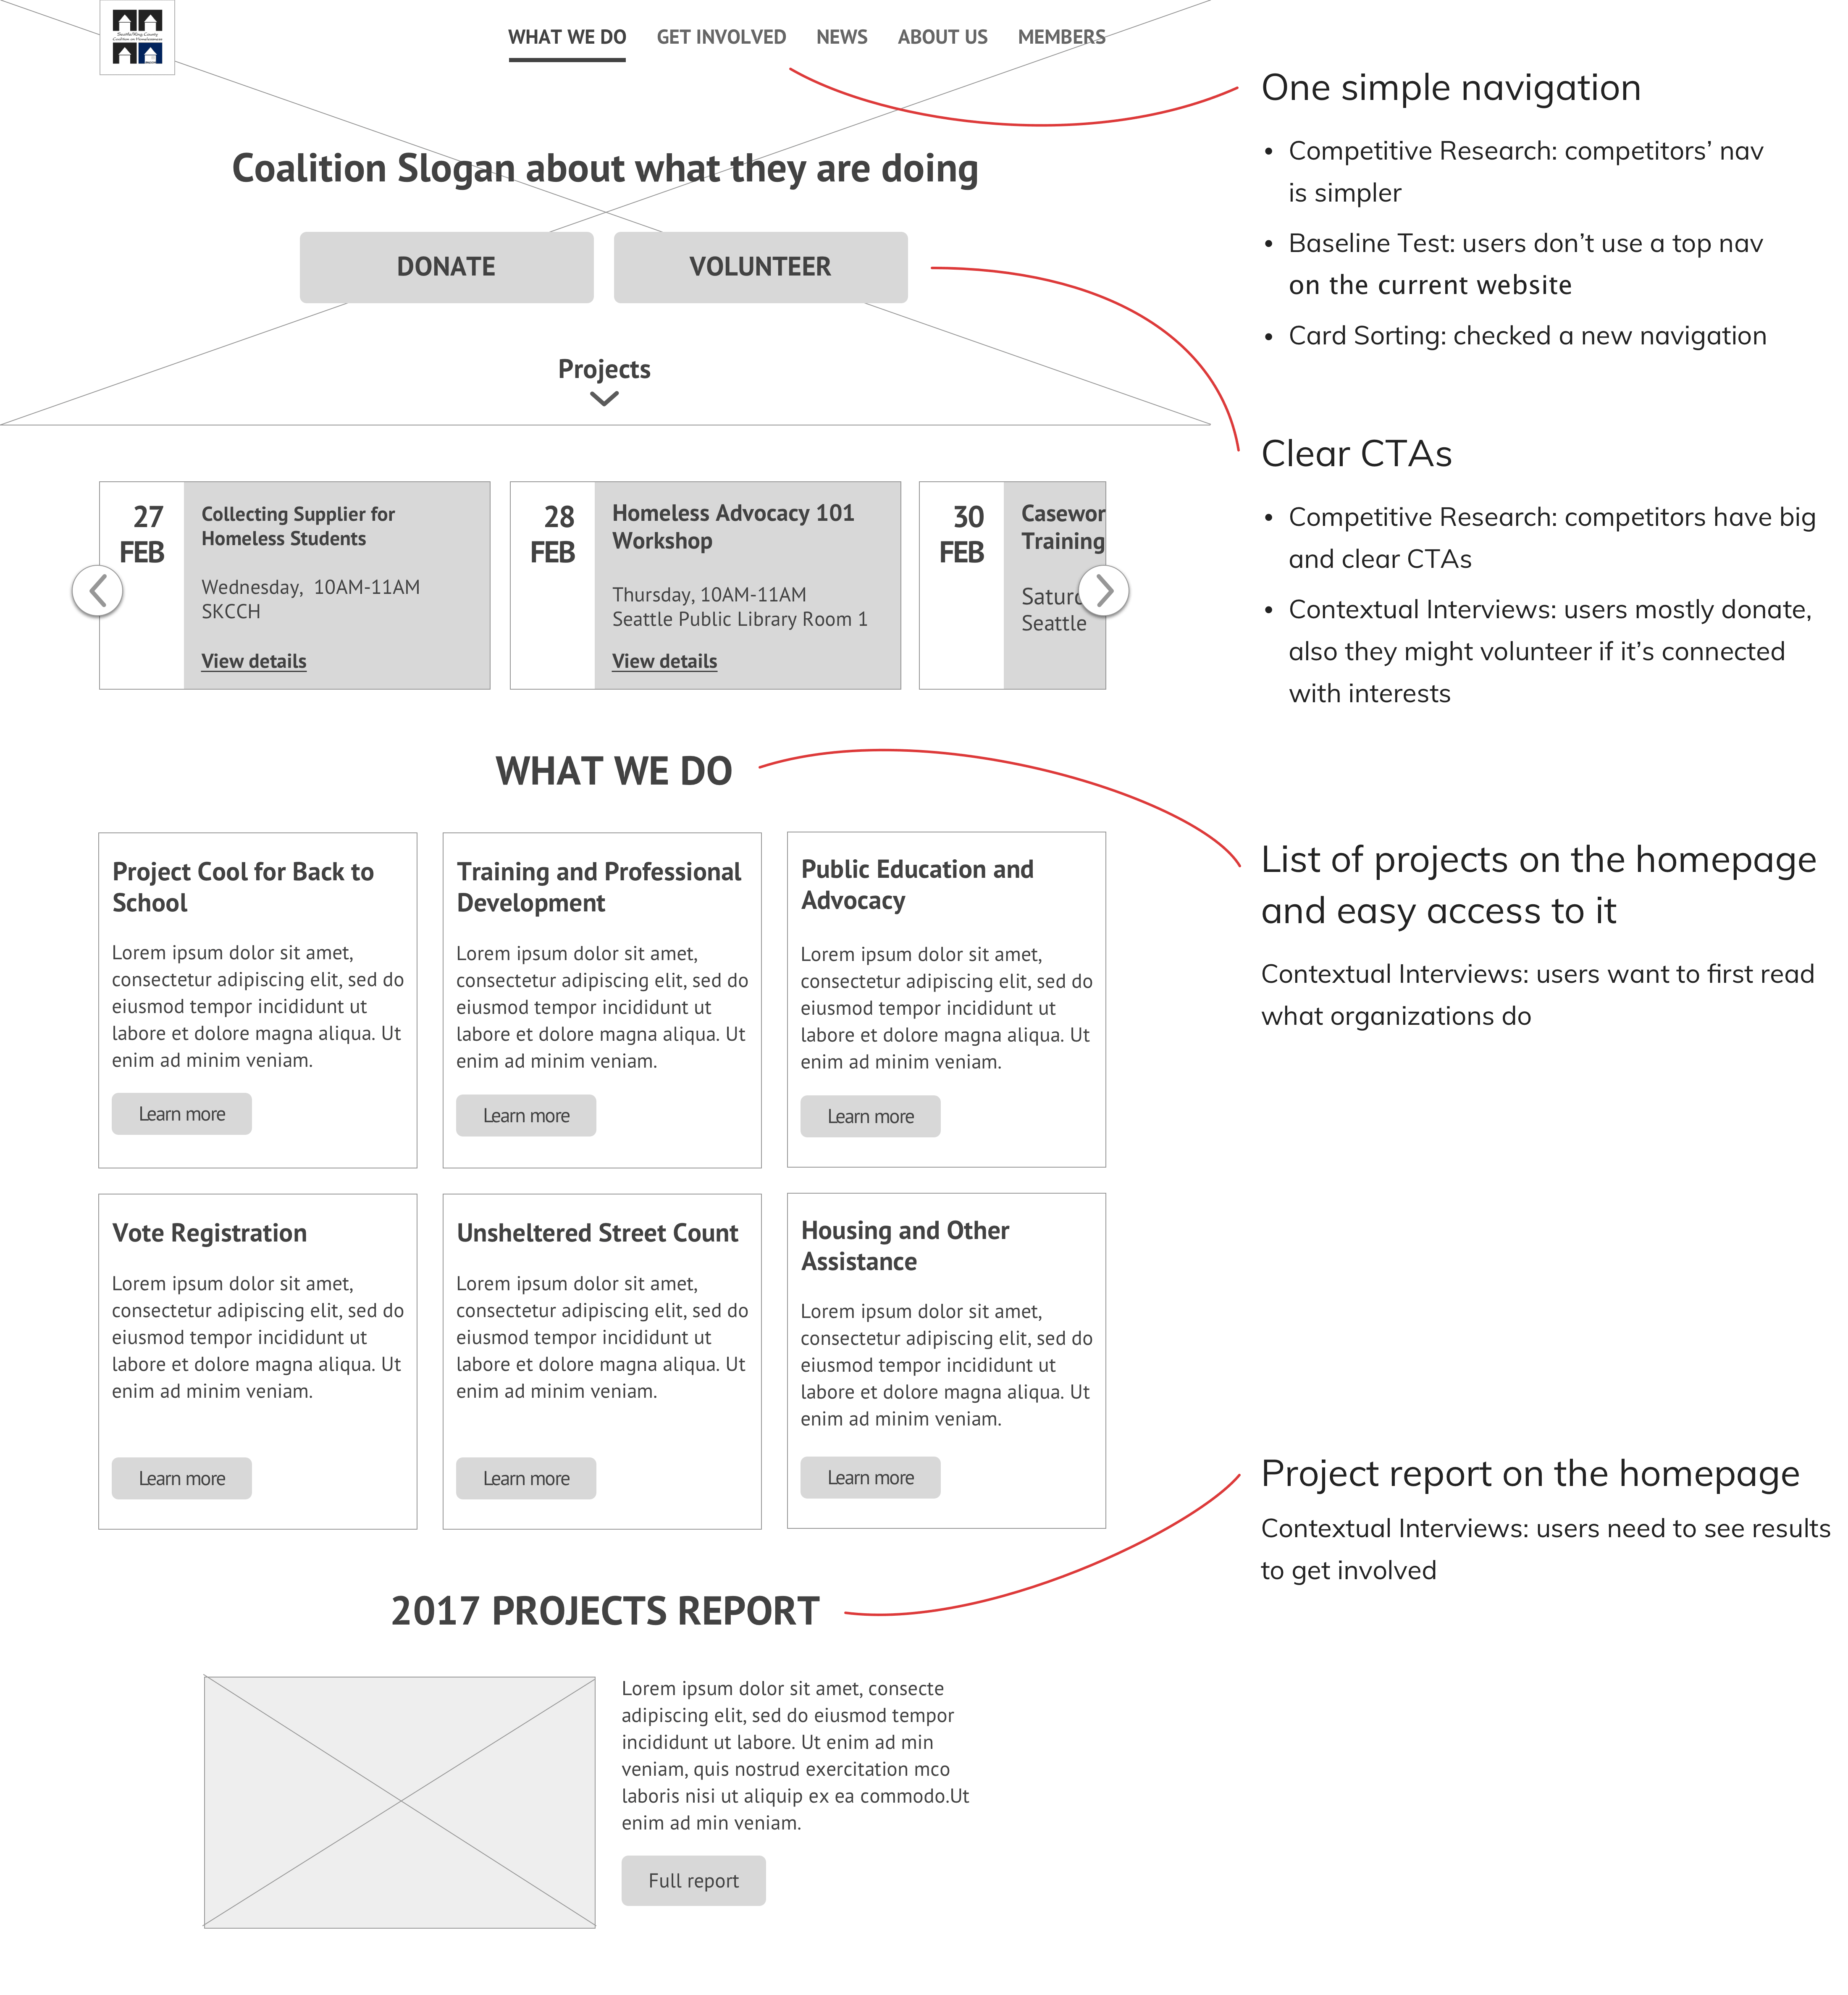 Seattle/King County
Coalition on Homelessness
WHAT WE DO GET INVOLVED NEWS ABOUT US MEMBERS
Coalition Slogan about what they are doing
DONATE VOLUNTEER
Projects
27
FEB
Collecting Supplier for
Homeless Students
Wednesday, 10AM-11AM
SKCCH
View details
28
FEB
Homeless Advocacy 101
Workshop
Thursday, 10AM-11AM
Seattle Public Library Room 1
View details
30
FEB
Casewor
Training
Satur
Seattle
WHAT WE DO
Project Cool for Back to
School
Lorem ipsum dolor sit amet,
consectetur adipiscing elit, sed do
eiusmod tempor incididunt ut
labore et dolore magna aliqua. Ut
enim ad minim veniam.
Learn more
Training and Professional
Development
Lorem ipsum dolor sit amet,
consectetur adipiscing elit, sed do
eiusmod tempor incididunt ut
labore et dolore magna aliqua. Ut
enim ad minim veniam.
Learn more
Public Education and
Advocacy
Lorem ipsum dolor sit amet,
consectetur adipiscing elit, sed do
eiusmod tempor incididunt ut
labore et dolore magna aliqua. Ut
enim ad minim veniam.
Learn more
Vote Registration
Lorem ipsum dolor sit amet,
consectetur adipiscing elit, sed do
eiusmod tempor incididunt ut
labore et dolore magna aliqua. Ut
enim ad minim veniam.
Learn more
Unsheltered Street Count
Lorem ipsum dolor sit amet,
consectetur adipiscing elit, sed do
eiusmod tempor incididunt ut
labore et dolore magna aliqua. Ut
enim ad minim veniam.
Learn more
Housing and Other
Assistance
Lorem ipsum dolor sit amet,
consectetur adipiscing elit, sed do
eiusmod tempor incididunt ut
labore et dolore magna aliqua. Ut
enim ad minim veniam.
Learn more
2017 PROJECTS REPORT
Lorem ipsum dolor sit amet, consecte
adipiscing elit, sed do eiusmod tempor
incididunt ut labore. Ut enim ad min
veniam, quis nostrud exercitation mco
laboris nisi ut aliquip ex ea commodo.Ut
enim ad min veniam.
Full report
One simple navigation
• Competitive Research: competitors’ nav
is simpler
• Baseline Test: users don’t use a top nav
on the current website
• Card Sorting: checked a new navigation
Clear CTAs
• Competitive Research: competitors have big
and clear CTAs
• Contextual Interviews: users mostly donate,
also they might volunteer if it’s connected
with interests
List of projects on the homepage
and easy access to it
Contextual Interviews: users want to first read
what organizations do
Project report on the homepage
Contextual Interviews: users need to see results
to get involved